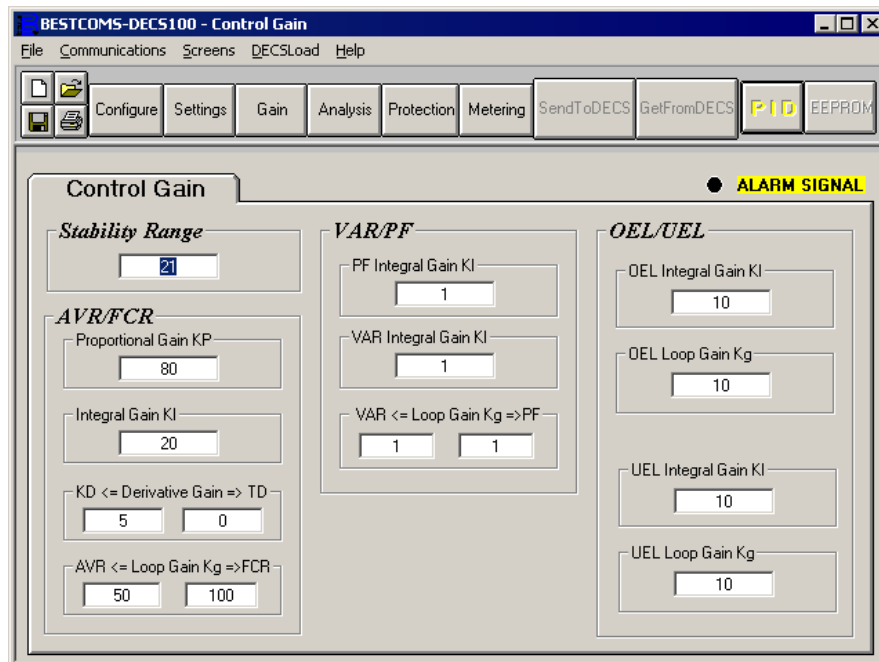 BESTCOMS-DECS100 - Control Gain
File Communications Screens DECSLoad Help
Configure Settings Gain Analysis Protection Metering SendToDECS GetFromDECS PID EEPROM
Control Gain
ALARM SIGNAL
Stability Range
21
AVR/FCR
Proportional Gain KP
80
Integral Gain KI
20
KD <= Derivative Gain => TD
5 0
AVR <= Loop Gain Kg =>FCR
50 100
VAR/PF
PF Integral Gain KI
1
VAR Integral Gain KI
1
VAR <= Loop Gain Kg =>PF
1 1
OEL/UEL
OEL Integral Gain KI
10
OEL Loop Gain Kg
10
UEL Integral Gain KI
10
UEL Loop Gain Kg
10